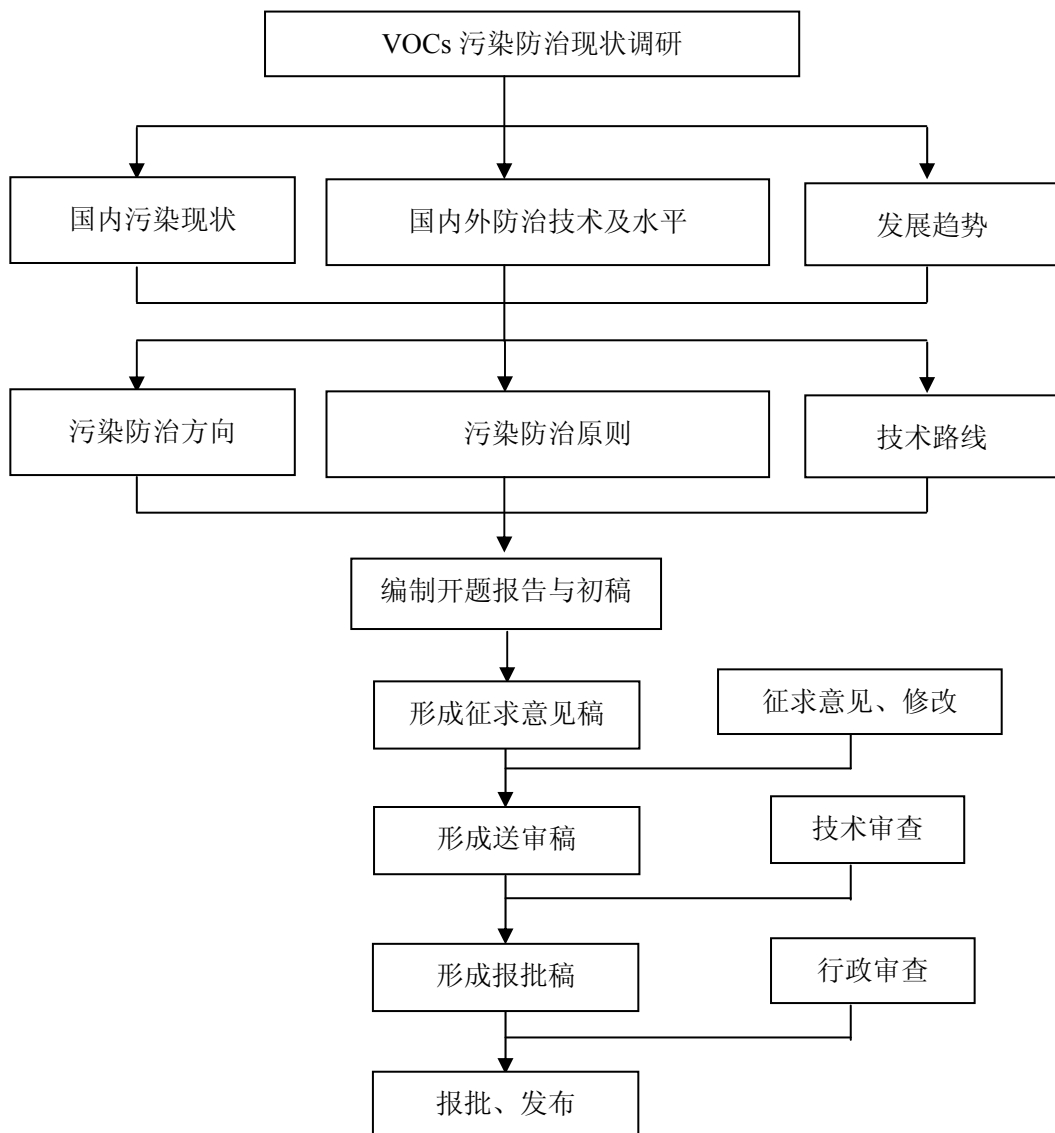 VOCs 污染防治现状调研
国内污染现状
国内外防治技术及水平
发展趋势
污染防治方向
污染防治原则
技术路线
编制开题报告与初稿
形成征求意见稿
征求意见、修改
形成送审稿
技术审查
形成报批稿
行政审查
报批、发布